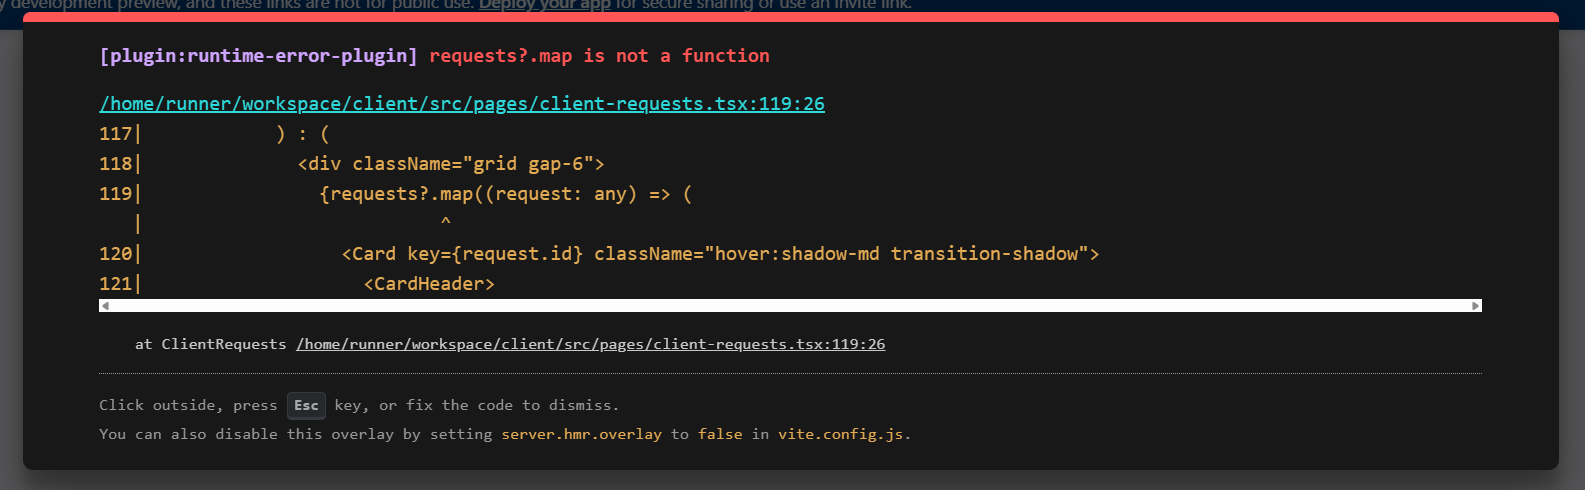 y development preview, and these links are not for public use. Deploy your app for secure sharing or use an invite link.
[plugin:runtime-error-plugin] requests?.map is not a function
/home/runner/workspace/client/src/pages/client-requests.tsx:119:26
117|            ) : (
118|              <div className="grid gap-6">
119|                {requests?.map((request: any) => (
   |                           ^
120|                  <Card key={request.id} className="hover:shadow-md transition-shadow">
121|                    <CardHeader>
at ClientRequests /home/runner/workspace/client/src/pages/client-requests.tsx:119:26
Click outside, press Esc key, or fix the code to dismiss.
You can also disable this overlay by setting server.hmr.overlay to false in vite.config.js.